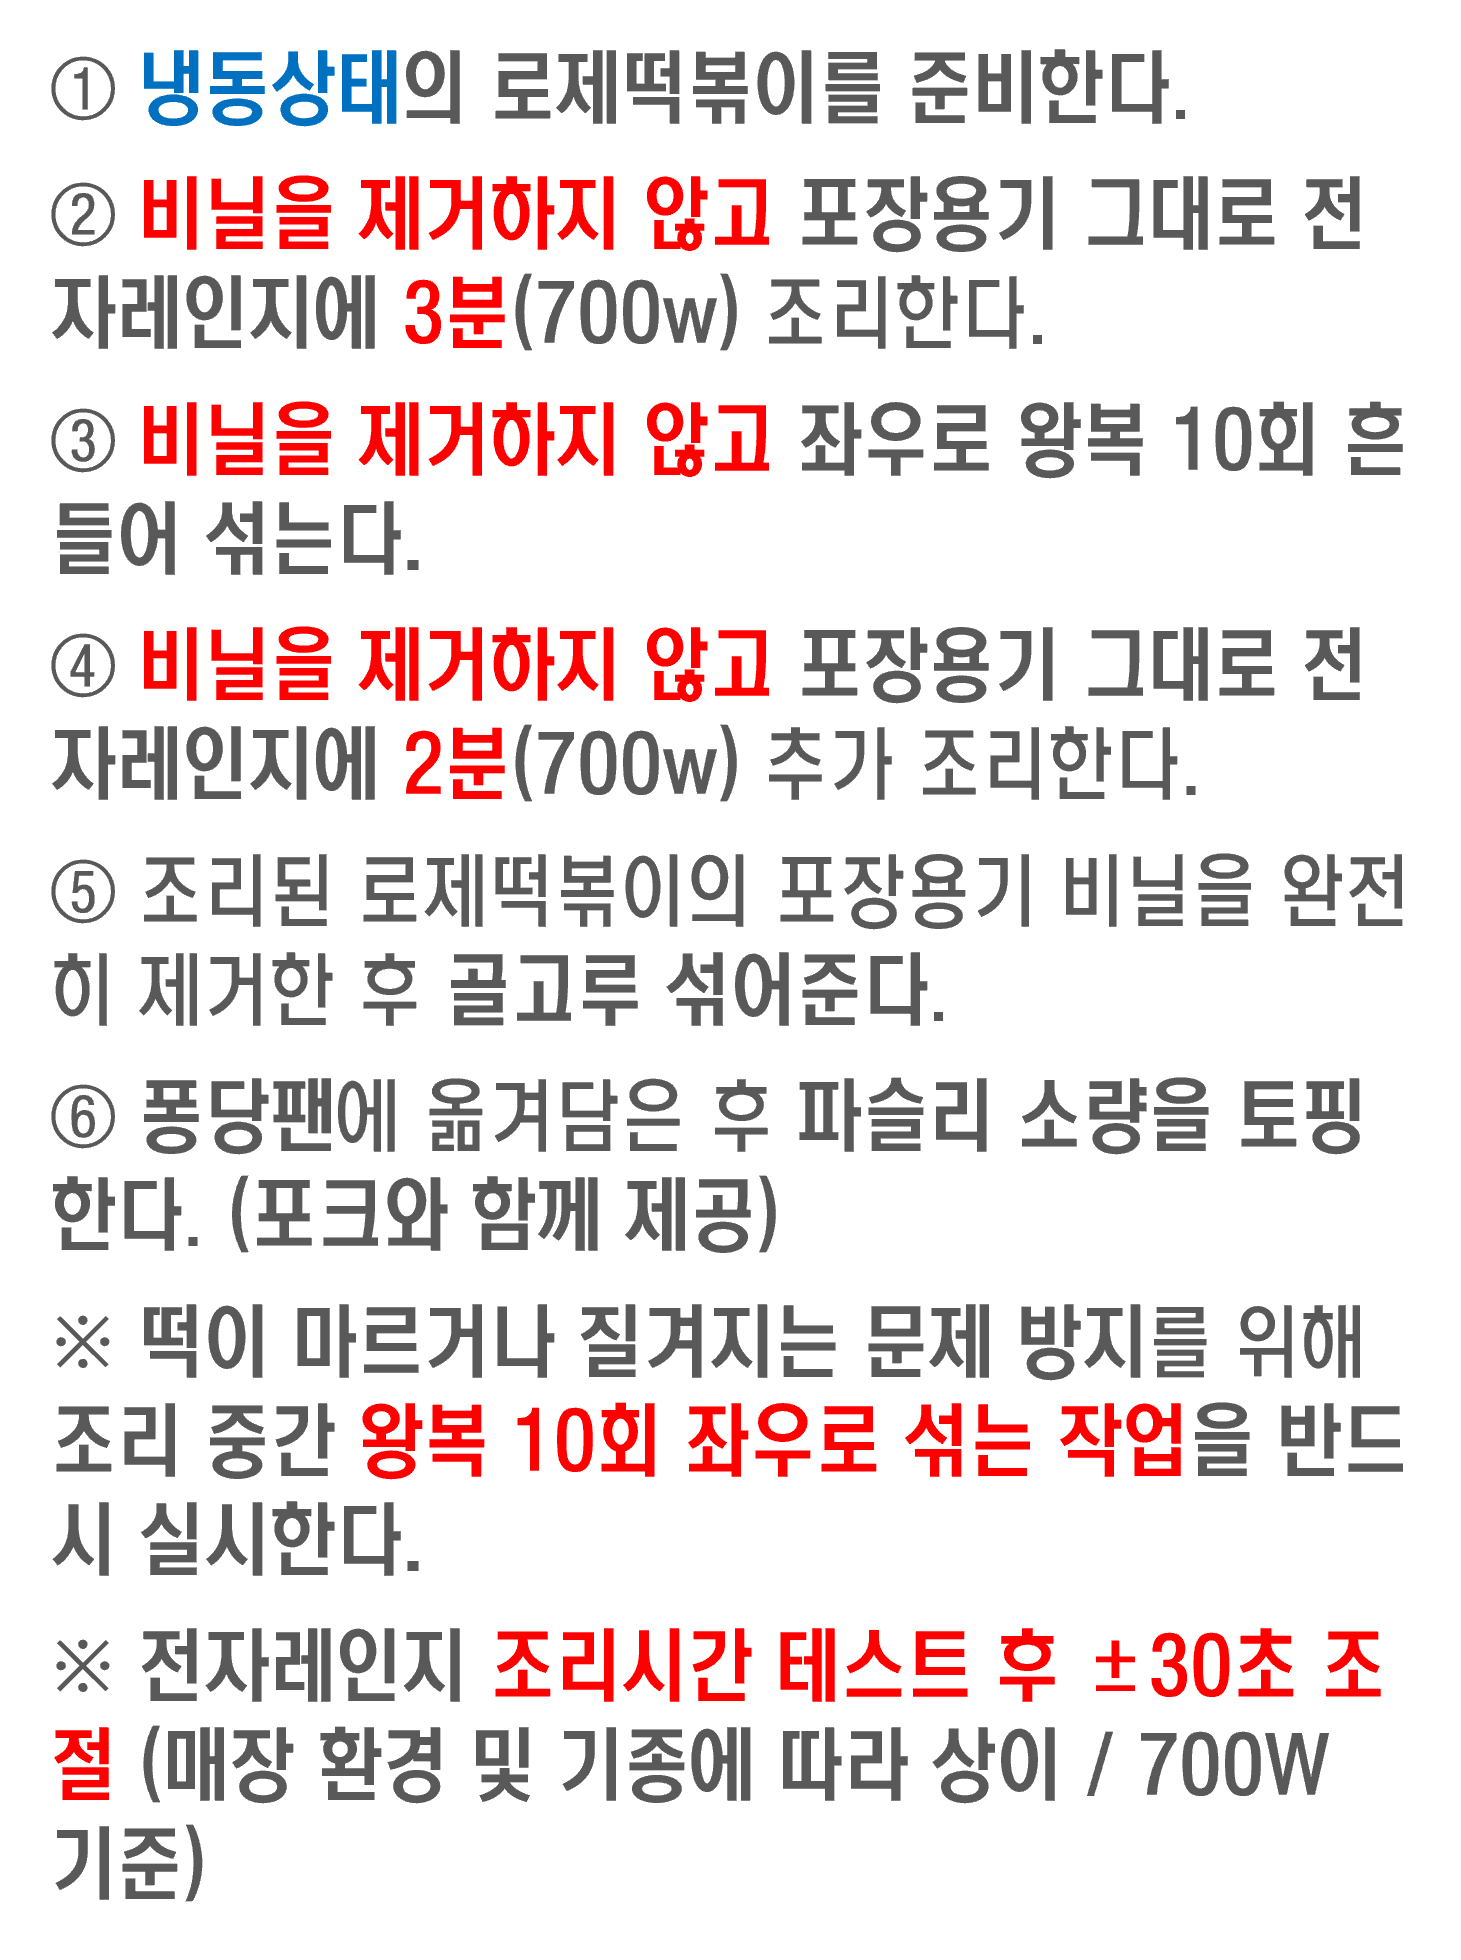 ① 냉동상태의 로제떡볶이를 준비한다.
② 비닐을 제거하지 않고 포장용기 그대로 전
자레인지에 3분(700w) 조리한다.
③ 비닐을 제거하지 않고 좌우로 왕복 10회 흔
들어 섞는다.
④ 비닐을 제거하지 않고 포장용기 그대로 전
자레인지에 2분(700w) 추가 조리한다.
⑤ 조리된 로제떡볶이의 포장용기 비닐을 완전
히 제거한 후 골고루 섞어준다.
⑥ 퐁당팬에 옮겨담은 후 파슬리 소량을 토핑
한다. (포크와 함께 제공)
※ 떡이 마르거나 질겨지는 문제 방지를 위해
조리 중간 왕복 10회 좌우로 섞는 작업을 반드
시 실시한다.
※ 전자레인지 조리시간 테스트 후 ±30초 조
절 (매장 환경 및 기종에 따라 상이 / 700W
기준)